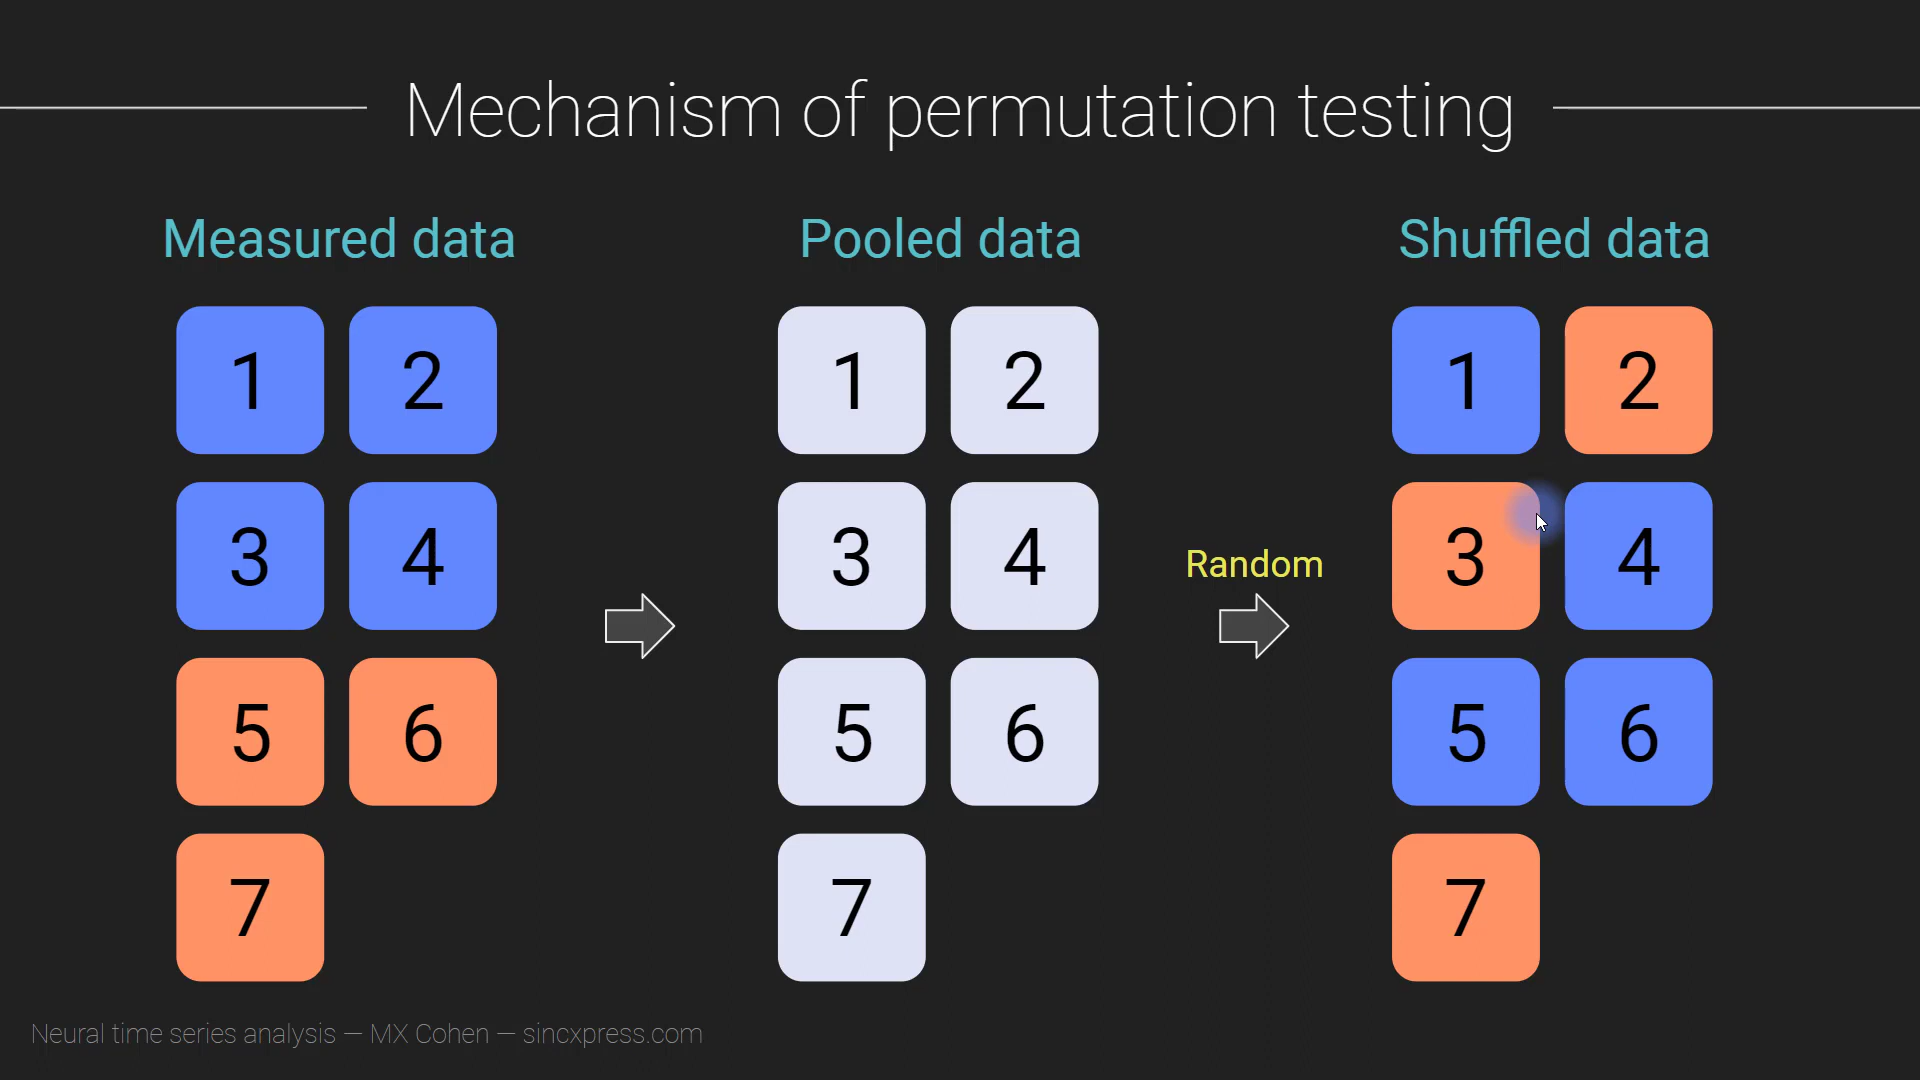 Mechanism of permutation testing
Measured data
1 2
3 4
5 6
7
Pooled data
1 2
3 4
5 6
7
Random
Shuffled data
1 2
3 4
5 6
7
Neural time series analysis — MX Cohen — sincxpress.com